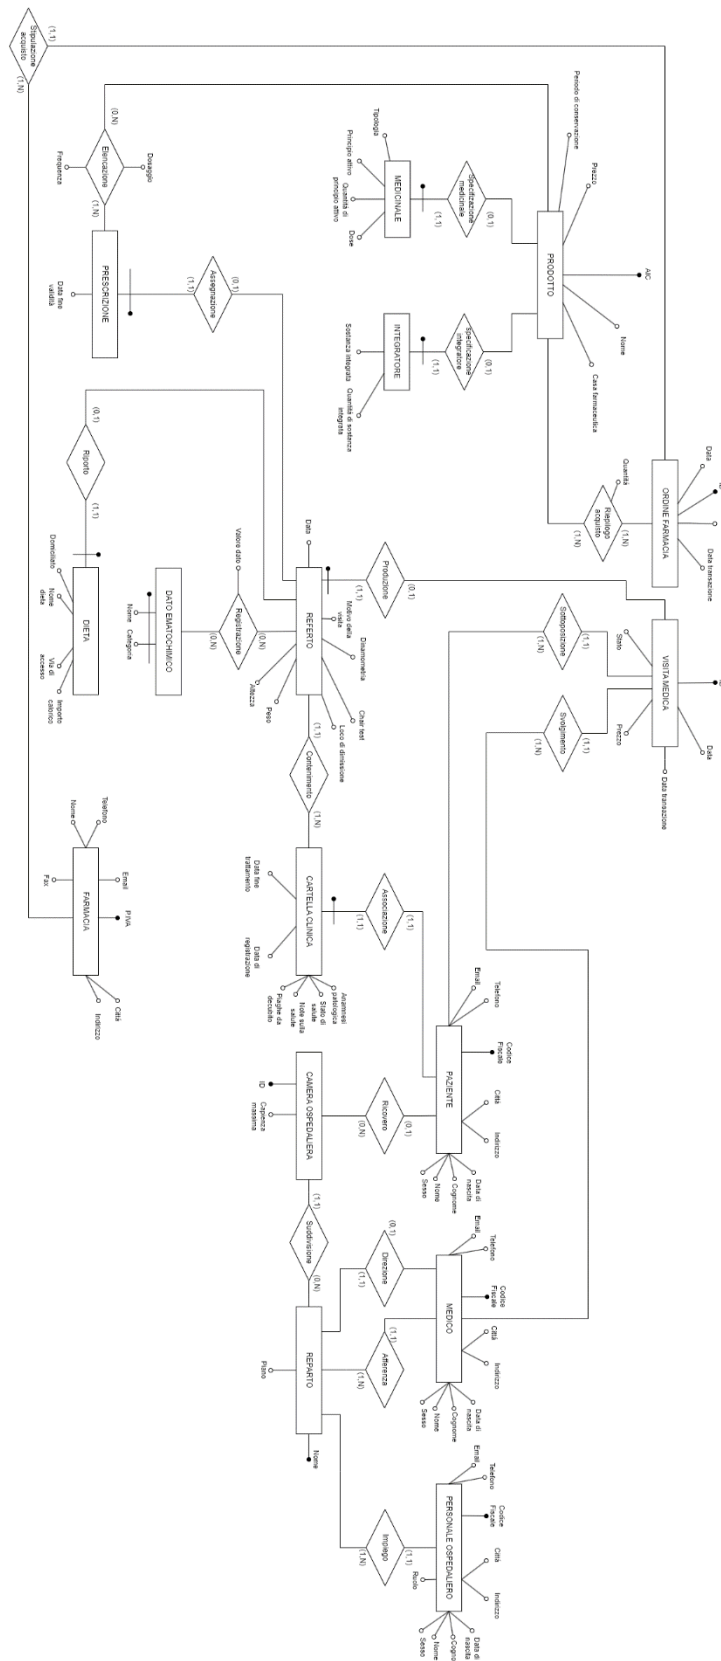 Stipulazione
acquisto
(1,1)
(1,N)
Data
Data transazione
ORDINE FARMACIA
Riepilogo
acquisto
Quantità
(1,N)
(1,N)
AIC
Prezzo
Periodo di conservazione
Nome
Casa farmaceutica
PRODOTTO
(0,1)
Specifizazione
medicinale
(1,1)
MEDICINALE
Tipologia
Principio attivo
Quantità di
principio attivo
Dose
(0,1)
specificazione
integratore
(1,1)
INTEGRATORE
Sostanza integrata
Quantità di sostanza
integrata
(0,N)
Elencazione
Dosaggio
Frequenza
(1,N)
PRESCRIZIONE
Data fine
validità
(1,1)
Assegnazione
(0,1)
VISITA MEDICA
Stato
Prezzo
Data
Data transazione
(0,1)
Produzione
(1,1)
(1,1)
Sottoposizione
(1,N)
(1,1)
Svolgimento
(1,N)
REFERTO
Data
Motivo della
visita
Dinamometria
Chair test
Loco di dimissione
Peso
Altezza
(0,N)
Registrazione
Valore dato
(0,N)
DATO EMATOCHIMICO
Nome
Categoria
(0,1)
Riporto
(1,1)
DIETA
Domiciliato
Nome
dieta
Via di
accesso
Importo
calorico
(1,1)
Contenimento
(1,N)
CARTELLA CLINICA
Data fine
trattamento
Data di
registrazione
Anamnesi
patologica
Stato di
salute
Note sulla
salute
Piaghe da
decubito
(1,1)
Associazione
(1,1)
FARMACIA
Nome
Telefono
Email
P.IVA
Fax
Città
Indirizzo
PAZIENTE
Email
Telefono
Codice
Fiscale
Città
Indirizzo
Data di
nascita
Cognome
Nome
Sesso
(0,1)
Ricovero
(0,N)
CAMERA OSPEDALIERA
ID
Capienza
massima
(1,1)
Suddivisione
(0,N)
REPARTO
Piano
Nome
(0,1)
Direzione
(1,1)
(1,1)
Afferenza
(1,N)
MEDICO
Email
Telefono
Codice
Fiscale
Città
Indirizzo
Data di
nascita
Cognome
Nome
Sesso
(1,1)
Impiego
(1,N)
PERSONALE OSPEDALIERO
Email
Telefono
Codice
Fiscale
Città
Indirizzo
Ruolo
Data di
nascita
Cogno
Nome
Sesso